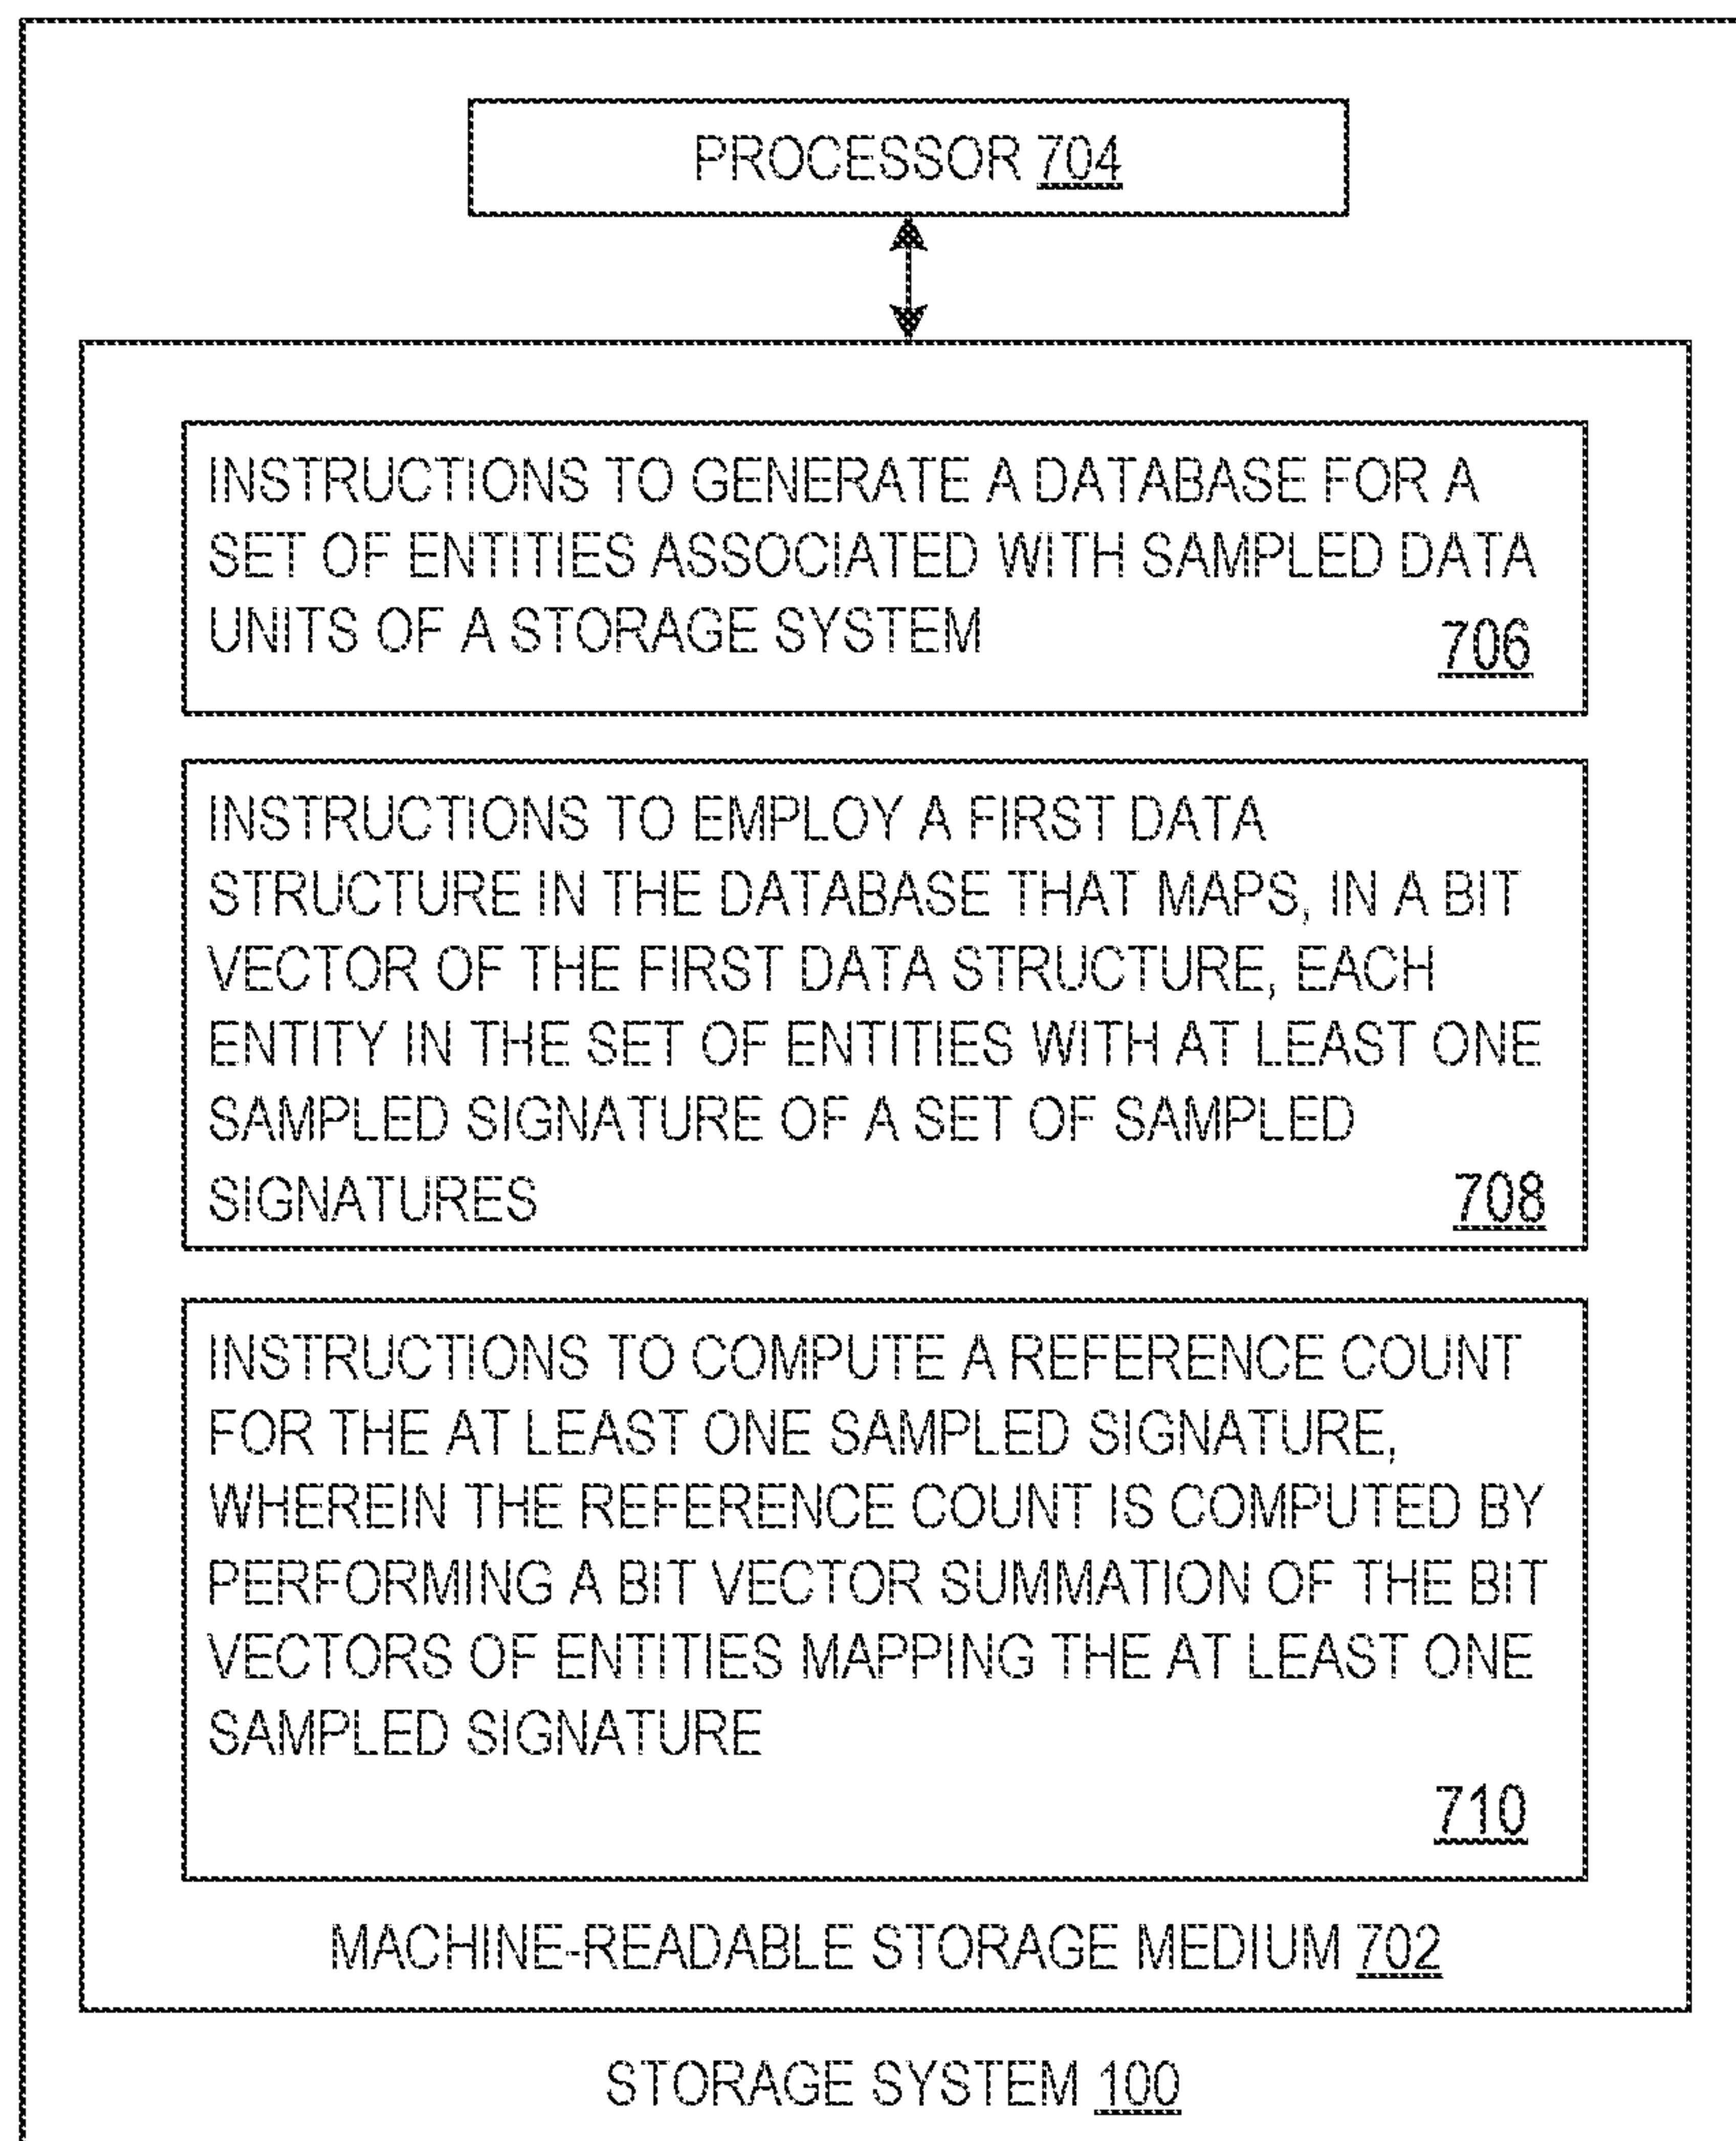 PROCESSOR 704
INSTRUCTIONS TO GENERATE A DATABASE FOR A
SET OF ENTITIES ASSOCIATED WITH SAMPLED DATA
UNITS OF A STORAGE SYSTEM 706
INSTRUCTIONS TO EMPLOY A FIRST DATA
STRUCTURE IN THE DATABASE THAT MAPS, IN A BIT
VECTOR OF THE FIRST DATA STRUCTURE, EACH
ENTITY IN THE SET OF ENTITIES WITH AT LEAST ONE
SAMPLED SIGNATURE OF A SET OF SAMPLED
SIGNATURES 708
INSTRUCTIONS TO COMPUTE A REFERENCE COUNT
FOR THE AT LEAST ONE SAMPLED SIGNATURE,
WHEREIN THE REFERENCE COUNT IS COMPUTED BY
PERFORMING A BIT VECTOR SUMMATION OF THE BIT
VECTORS OF ENTITIES MAPPING THE AT LEAST ONE
SAMPLED SIGNATURE
710
MACHINE-READABLE STORAGE MEDIUM 702
STORAGE SYSTEM 100